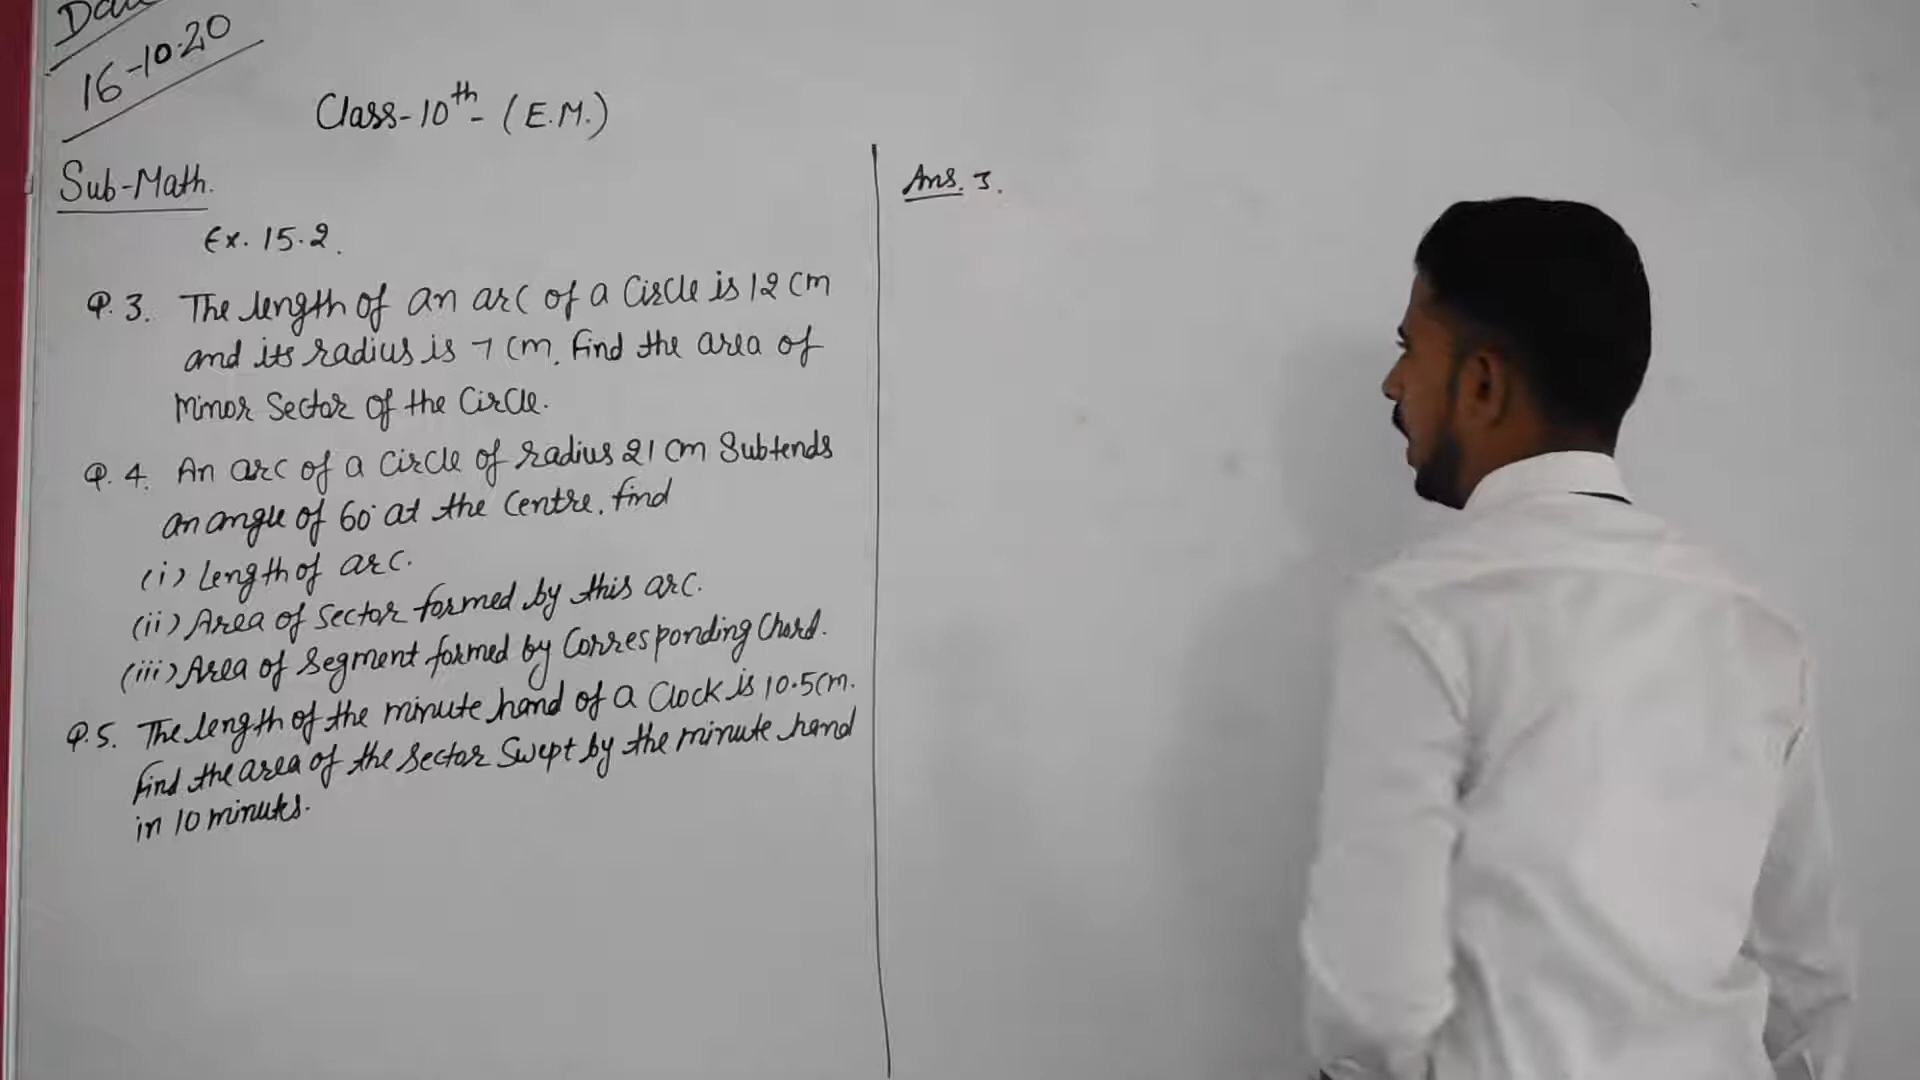 16-10-20
Class-10th- (E.M.)
Sub-Math.
Ex. 15.2.
Q.3. The length of an arc of a Circle is 12 cm
and its radius is 7 cm. Find the area of
minor Sector of the Circle.
Q.4. An arc of a circle of radius 21 cm Subtends
an angle of 60° at the Centre. find
(i) Length of arc.
(ii) Area of Sector formed by this arc.
(iii) Area of Segment formed by Corresponding Chord.
Q.5. The length of the minute hand of a Clock is 10.5cm.
find the area of the Sector Swept by the minute hand
in 10 minutes.
Ans. 3.